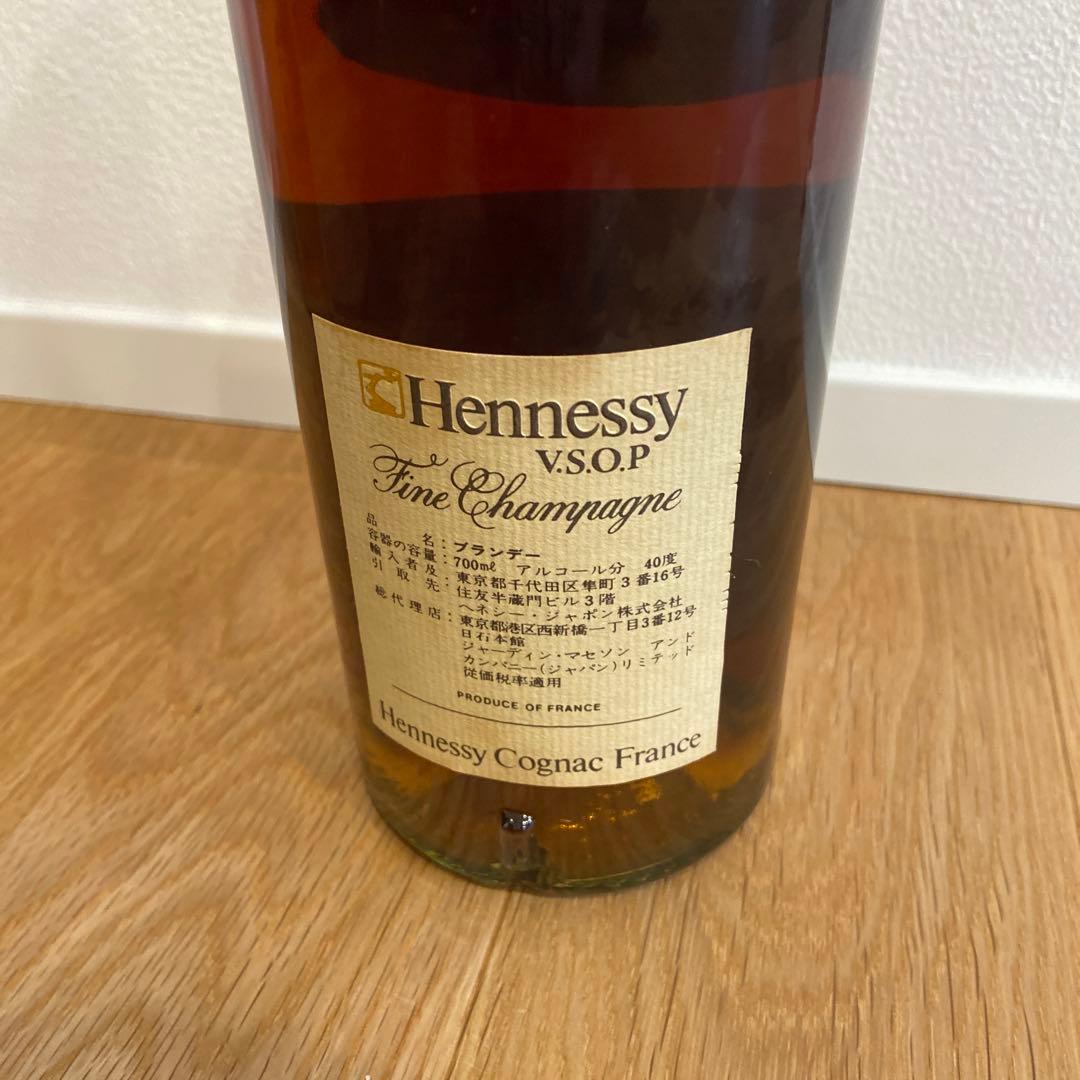 Hennessy
V.S.O.P
Fine Champagne
品名：ブランデー
容器の容量：700ml アルコール分 40度
輸入者及：東京都千代田区隼町3番16号
引取先：住友半蔵門ビル3階
ヘネシー・ジャポン株式会社
総代理店：東京都港区西新橋一丁目3番12号
日石本館
ジャーディン・マセソン アンド
カンパニー(ジャパン)リミテッド
従価税率適用
PRODUCE OF FRANCE
Hennessy Cognac France